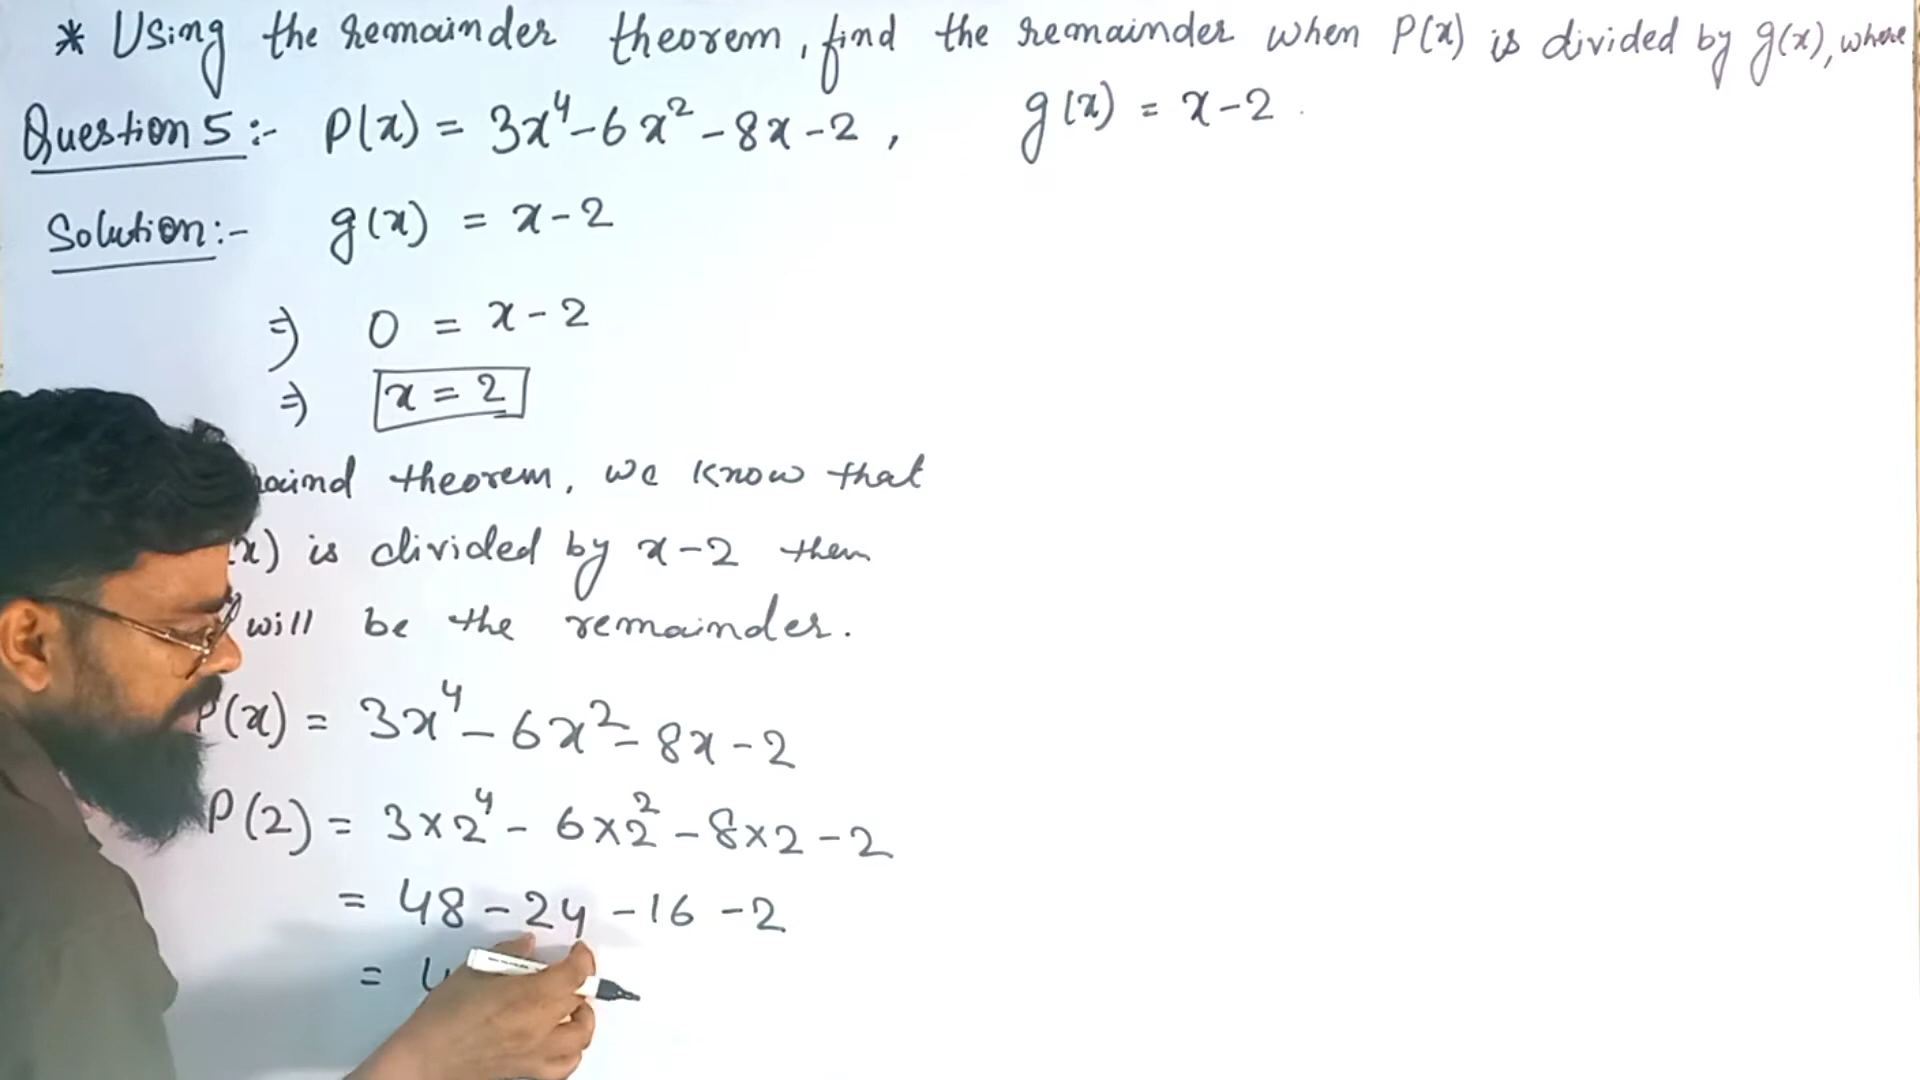 * Using the remainder theorem, find the remainder when P(x) is divided by g(x), where
Question 5:- P(x) = 3x⁴-6x²-8x-2, g(x) = x-2
Solution:- g(x) = x-2
⇒ 0 = x-2
⇒ x = 2
theorem, we know that
x) is divided by x-2 then
will be the remainder.
P(x) = 3x⁴-6x²-8x-2
P(2) = 3×2⁴-6×2²-8×2-2
= 48-24-16-2
= 4